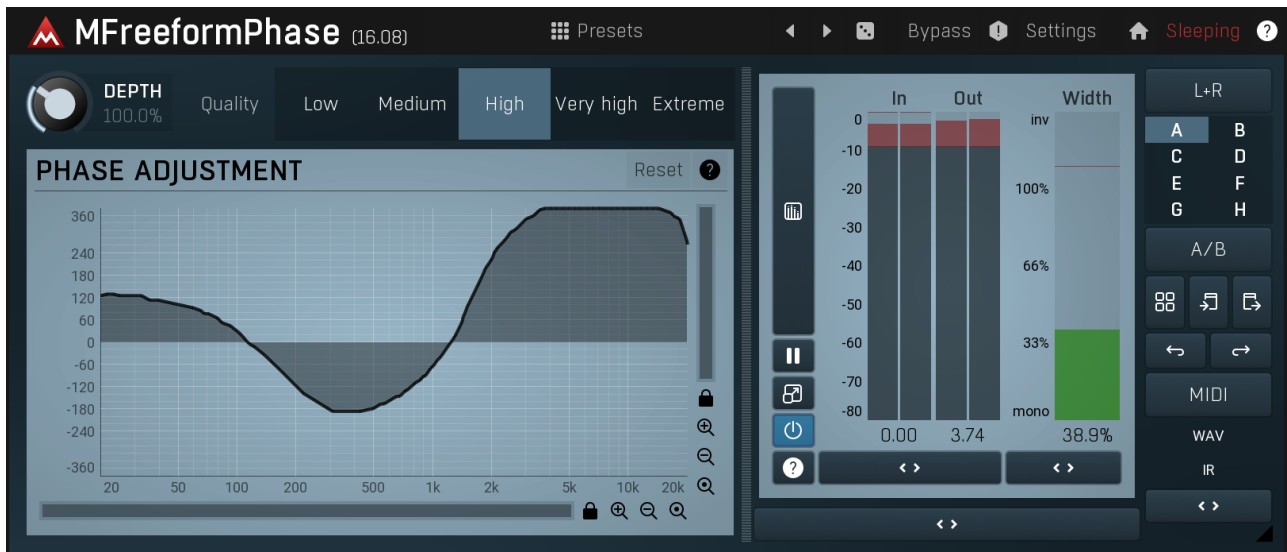 MFreeformPhase (16.08) Presets Bypass Settings Sleeping ?
DEPTH
100.0%
Quality Low Medium High Very high Extreme
PHASE ADJUSTMENT Reset ?
360
240
180
120
60
0
-60
-120
-180
-240
-360
20 50 100 200 500 1k 2k 5k 10k 20k
In Out Width
0
-10
-20
-30
-40
-50
-60
-70
-80
inv
100%
66%
33%
mono
0.00 3.74 38.9%
?
L+R
A B
C D
E F
G H
A/B
MIDI
WAV
IR